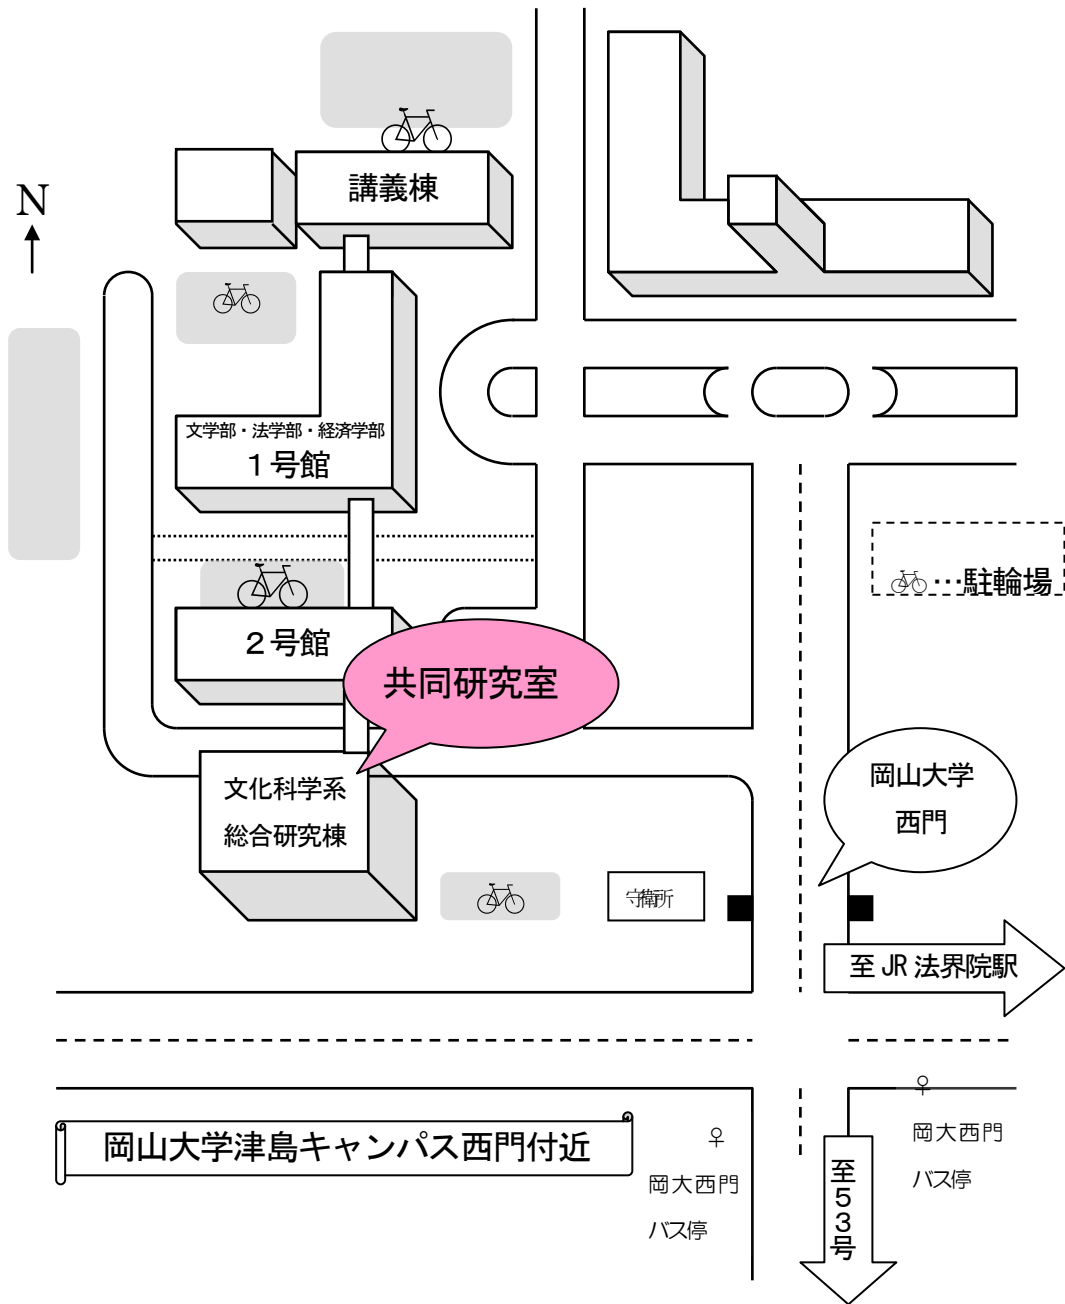 講義棟
N
文学部・法学部・経済学部
１号館
…駐輪場
２号館
共同研究室
文化科学系
総合研究棟
岡山大学
西門
守衛所
至 JR 法界院駅
岡山大学津島キャンパス西門付近
岡大西門
バス停
岡大西門
バス停
至５３号